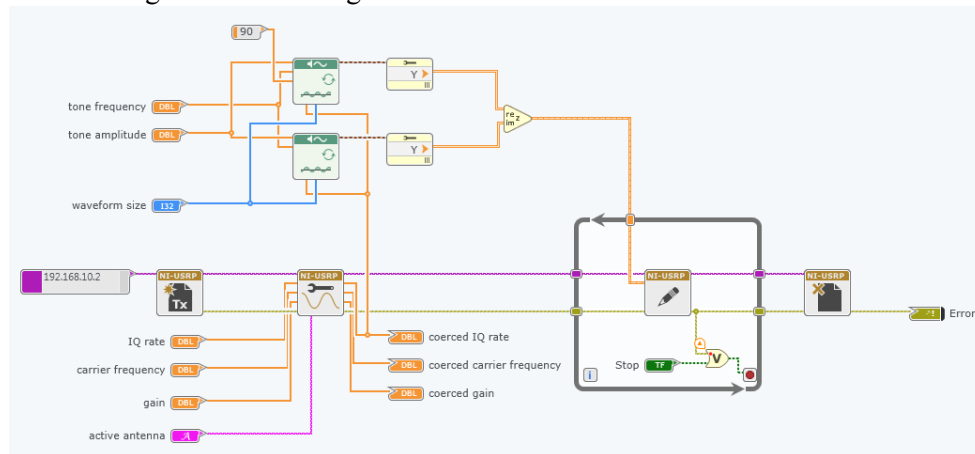 90
tone frequency DBL
tone amplitude DBL
Y
Y
re
im z
waveform size I32
192.168.10.2
NI-USRP
Tx
NI-USRP
NI-USRP
NI-USRP
Error
IQ rate DBL
DBL coerced IQ rate
carrier frequency DBL
DBL coerced carrier frequency
Stop TF
V
i
gain DBL
DBL coerced gain
active antenna